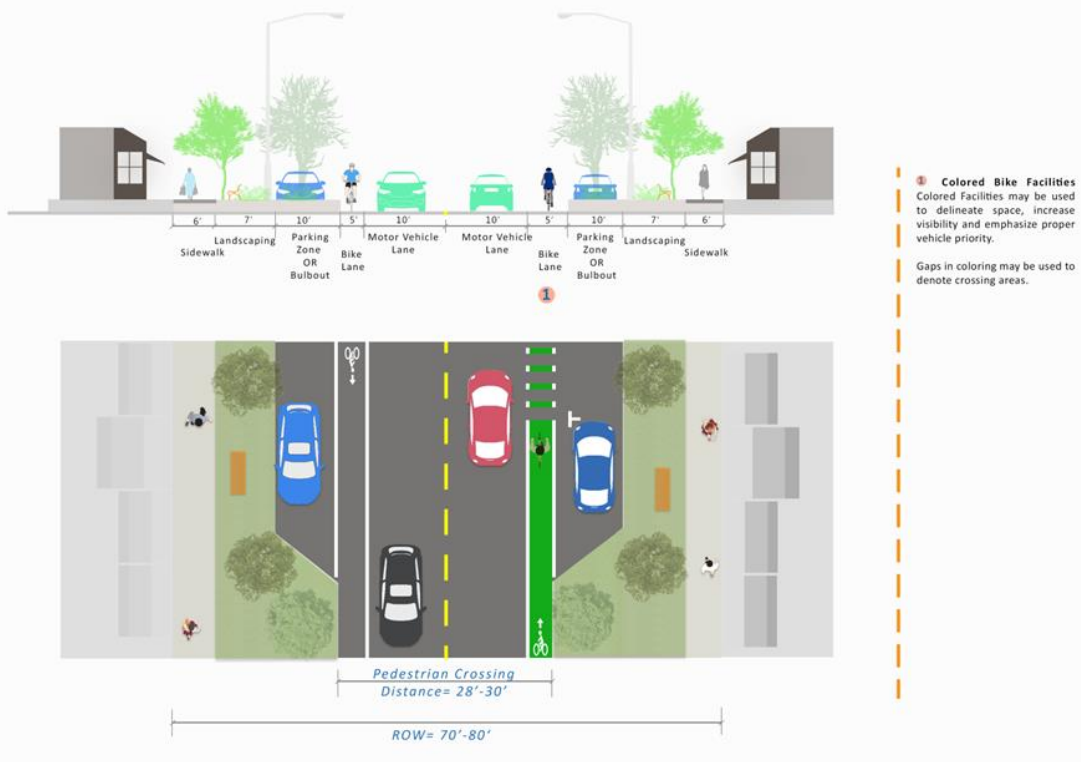 6' 7' 10' 5' 10' 10' 5' 10' 7' 6'
Sidewalk
Landscaping
Parking
Zone
OR
Bulbout
Bike
Lane
Motor Vehicle
Lane
Motor Vehicle
Lane
Bike
Lane
Parking
Zone
OR
Bulbout
Landscaping
Sidewalk
1
1 Colored Bike Facilities
Colored Facilities may be used
to delineate space, increase
visibility and emphasize proper
vehicle priority.
Gaps in coloring may be used to
denote crossing areas.
Pedestrian Crossing
Distance= 28'-30'
ROW= 70'-80'